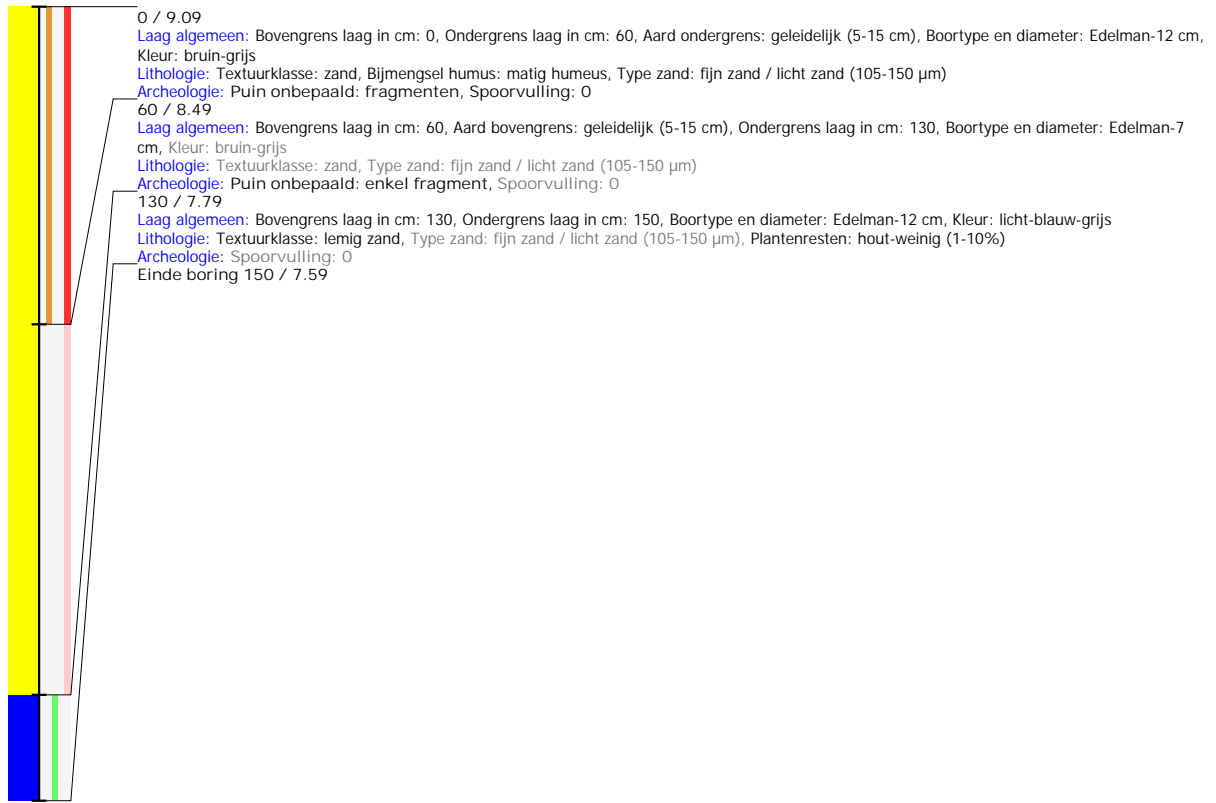 0 / 9.09
Laag algemeen: Bovengrens laag in cm: 0, Ondergrens laag in cm: 60, Aard ondergrens: geleidelijk (5-15 cm), Boortype en diameter: Edelman-12 cm,
Kleur: bruin-grijs
Lithologie: Textuurklasse: zand, Bijmengsel humus: matig humeus, Type zand: fijn zand / licht zand (105-150 µm)
Archeologie: Puin onbepaald: fragmenten, Spoorvulling: 0
60 / 8.49
Laag algemeen: Bovengrens laag in cm: 60, Aard bovengrens: geleidelijk (5-15 cm), Ondergrens laag in cm: 130, Boortype en diameter: Edelman-7
cm, Kleur: bruin-grijs
Lithologie: Textuurklasse: zand, Type zand: fijn zand / licht zand (105-150 µm)
Archeologie: Puin onbepaald: enkel fragment, Spoorvulling: 0
130 / 7.79
Laag algemeen: Bovengrens laag in cm: 130, Ondergrens laag in cm: 150, Boortype en diameter: Edelman-12 cm, Kleur: licht-blauw-grijs
Lithologie: Textuurklasse: lemig zand, Type zand: fijn zand / licht zand (105-150 µm), Plantenresten: hout-weinig (1-10%)
Archeologie: Spoorvulling: 0
Einde boring 150 / 7.59